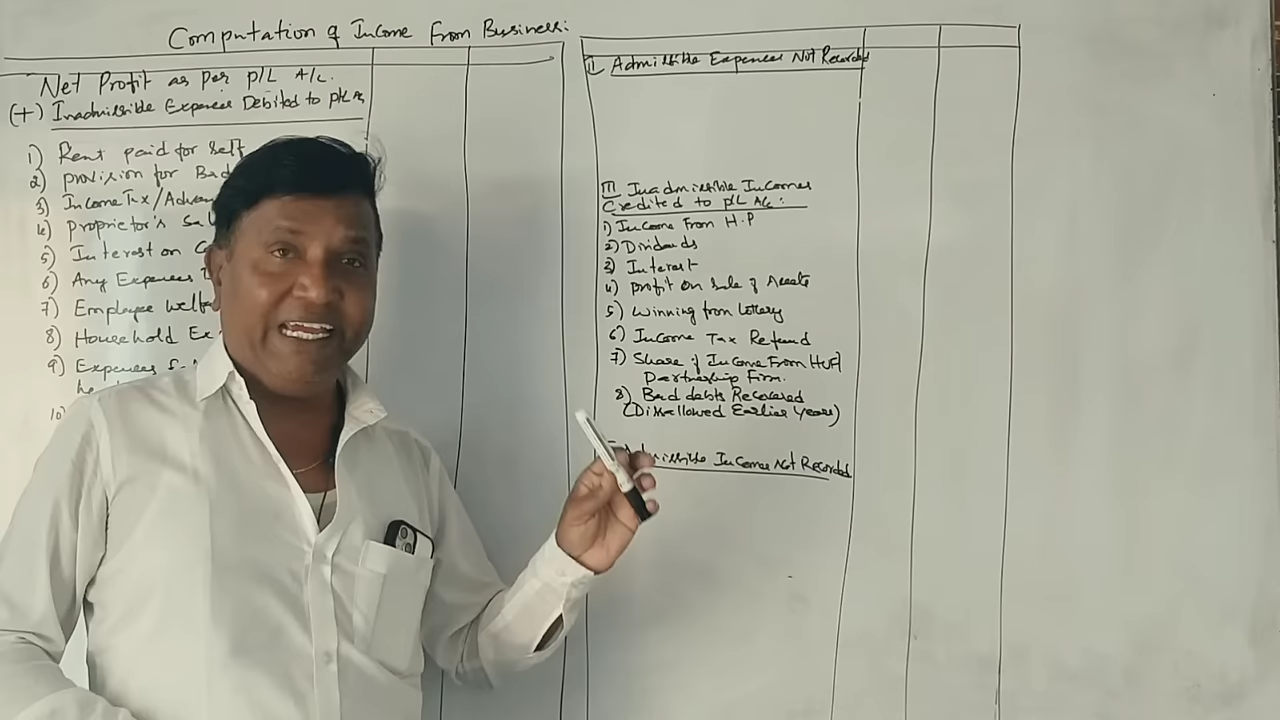 Computation of Income From Business:
Net Profit as per P/L A/c.
(+) Inadmissible Expenses Debited to P/L A/c
1) Rent paid for Self
2) Provision for Bad
3) Income Tax/Advan
4) Proprietor's Sal
5) Interest on C
6) Any Expenses
7) Employee Welf
8) Household Ex
9) Expenses f
10)
II Admissible Expenses Not Recorded
III Inadmissible Incomes
Credited to P/L A/c:
1) Income From H.P
2) Dividends
3) Interest
4) Profit on Sale of Assets
5) Winning from Lottery
6) Income Tax Refund
7) Share of Income From HUF/
Partnership Firm.
8) Bad debts Recovered
(Disallowed Earlier Years)
Admissible Incomes Not Recorded